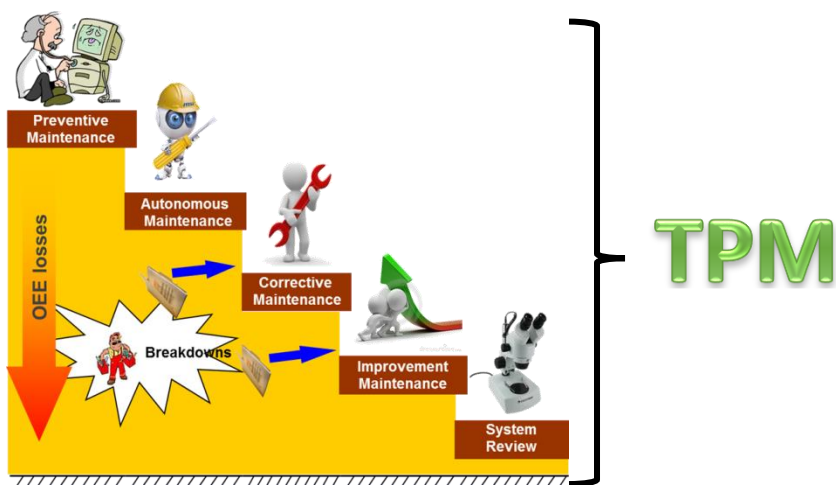 Preventive
Maintenance
Autonomous
Maintenance
OEE losses
Corrective
Maintenance
Breakdowns
Improvement
Maintenance
System
Review
TPM